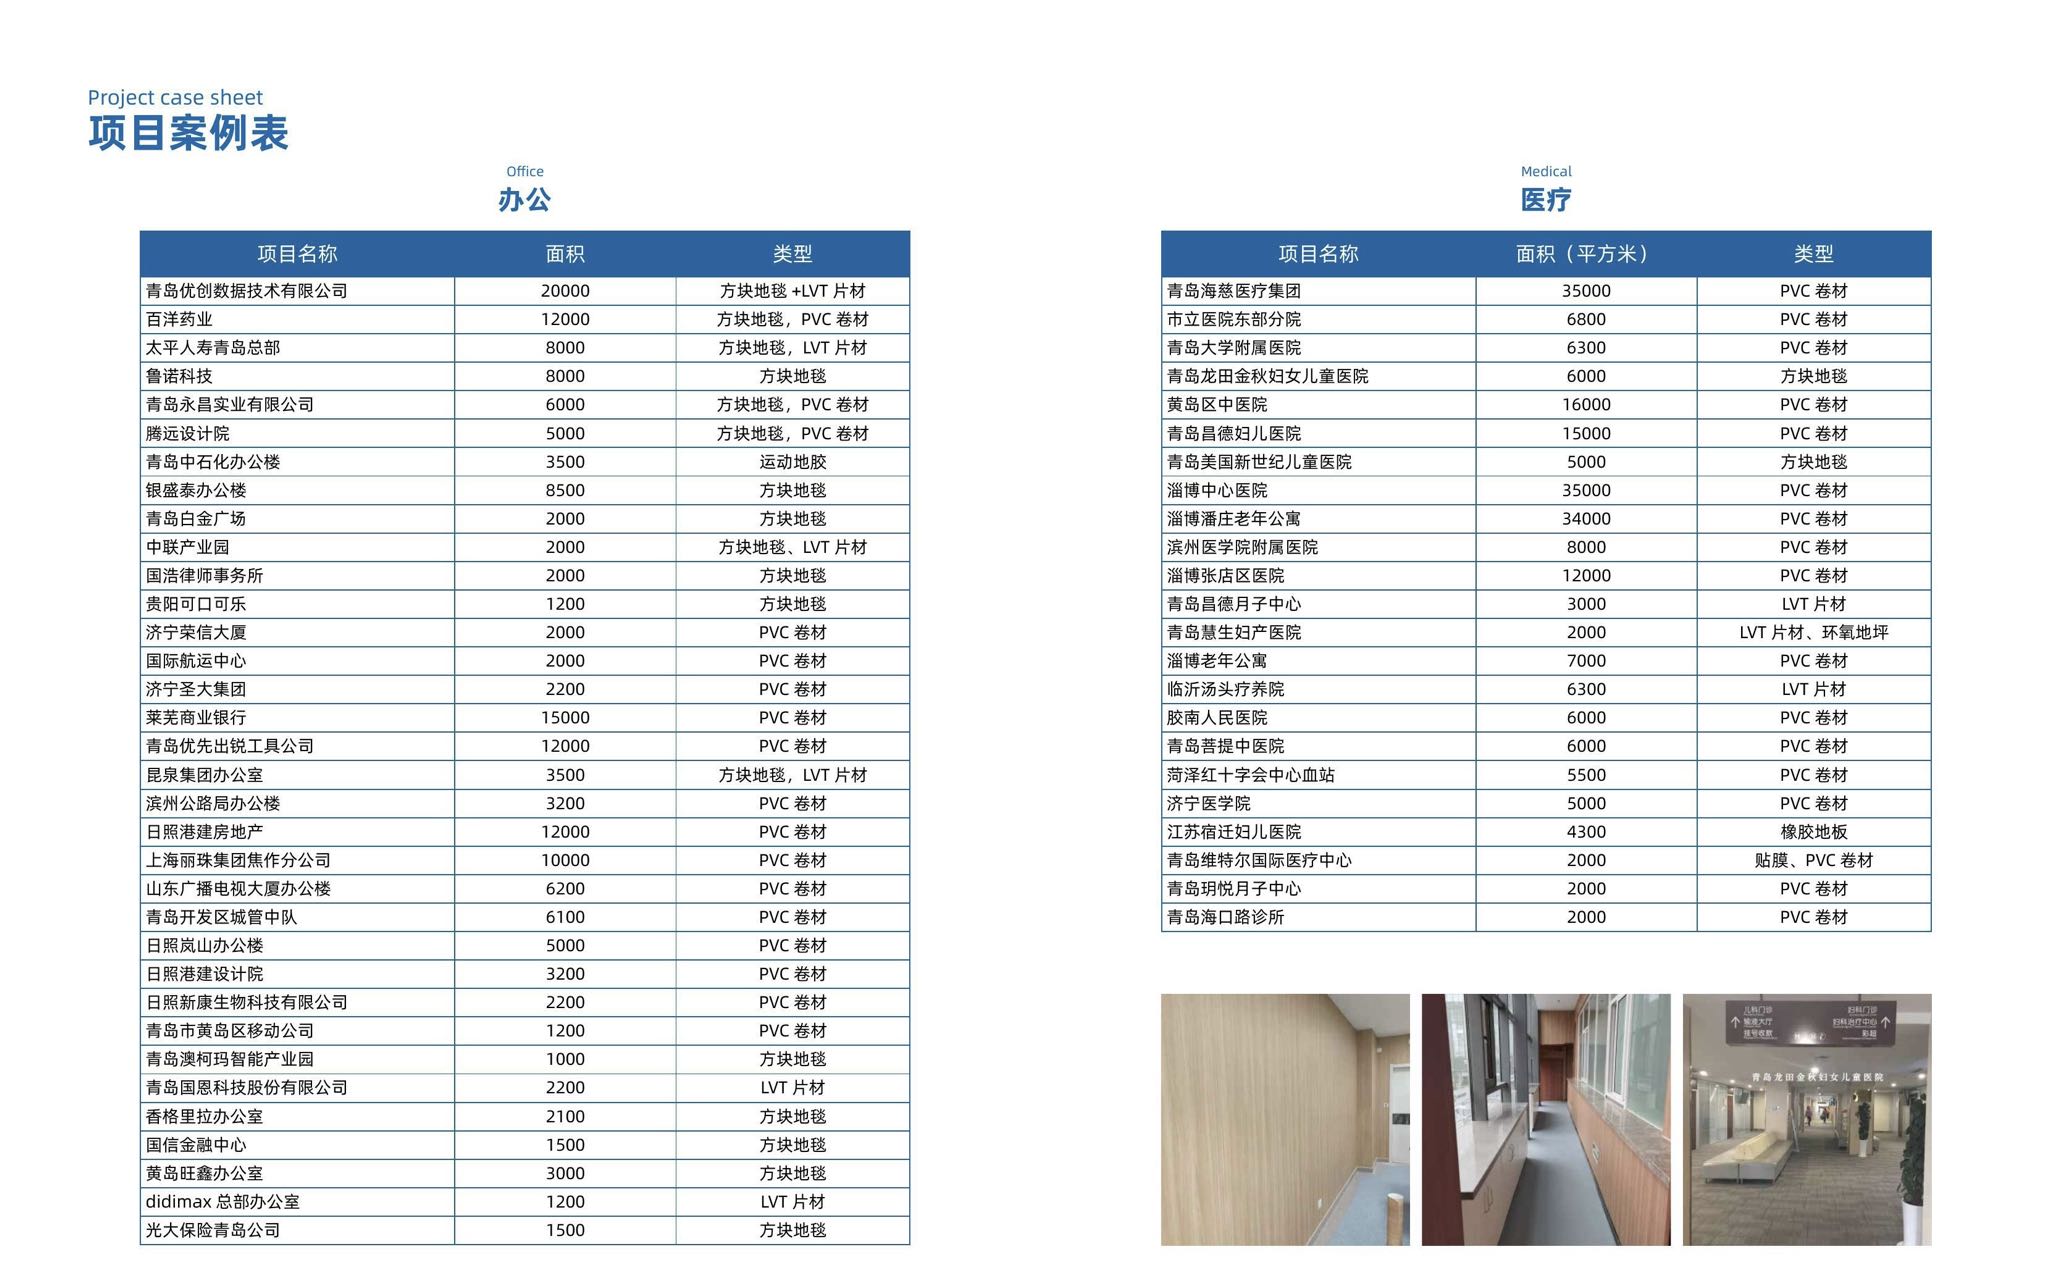 Project case sheet
项目案例表
Office
办公
项目名称 面积 类型
青岛优创数据技术有限公司 20000 方块地毯 +LVT 片材
百洋药业 12000 方块地毯，PVC 卷材
太平人寿青岛总部 8000 方块地毯，LVT 片材
鲁诺科技 8000 方块地毯
青岛永昌实业有限公司 6000 方块地毯，PVC 卷材
腾远设计院 5000 方块地毯，PVC 卷材
青岛中石化办公楼 3500 运动地胶
银盛泰办公楼 8500 方块地毯
青岛白金广场 2000 方块地毯
中联产业园 2000 方块地毯、LVT 片材
国浩律师事务所 2000 方块地毯
贵阳可口可乐 1200 方块地毯
济宁荣信大厦 2000 PVC 卷材
国际航运中心 2000 PVC 卷材
济宁圣大集团 2200 PVC 卷材
莱芜商业银行 15000 PVC 卷材
青岛优先出锐工具公司 12000 PVC 卷材
昆泉集团办公室 3500 方块地毯，LVT 片材
滨州公路局办公楼 3200 PVC 卷材
日照港建房地产 12000 PVC 卷材
上海丽珠集团焦作分公司 10000 PVC 卷材
山东广播电视大厦办公楼 6200 PVC 卷材
青岛开发区城管中队 6100 PVC 卷材
日照岚山办公楼 5000 PVC 卷材
日照港建设计院 3200 PVC 卷材
日照新康生物科技有限公司 2200 PVC 卷材
青岛市黄岛区移动公司 1200 PVC 卷材
青岛澳柯玛智能产业园 1000 方块地毯
青岛国恩科技股份有限公司 2200 LVT 片材
香格里拉办公室 2100 方块地毯
国信金融中心 1500 方块地毯
黄岛旺鑫办公室 3000 方块地毯
didimax 总部办公室 1200 LVT 片材
光大保险青岛公司 1500 方块地毯
Medical
医疗
项目名称 面积（平方米） 类型
青岛海慈医疗集团 35000 PVC 卷材
市立医院东部分院 6800 PVC 卷材
青岛大学附属医院 6300 PVC 卷材
青岛龙田金秋妇女儿童医院 6000 方块地毯
黄岛区中医院 16000 PVC 卷材
青岛昌德妇儿医院 15000 PVC 卷材
青岛美国新世纪儿童医院 5000 方块地毯
淄博中心医院 35000 PVC 卷材
淄博潘庄老年公寓 34000 PVC 卷材
滨州医学院附属医院 8000 PVC 卷材
淄博张店区医院 12000 PVC 卷材
青岛昌德月子中心 3000 LVT 片材
青岛慧生妇产医院 2000 LVT 片材、环氧地坪
淄博老年公寓 7000 PVC 卷材
临沂汤头疗养院 6300 LVT 片材
胶南人民医院 6000 PVC 卷材
青岛菩提中医院 6000 PVC 卷材
菏泽红十字会中心血站 5500 PVC 卷材
济宁医学院 5000 PVC 卷材
江苏宿迁妇儿医院 4300 橡胶地板
青岛维特尔国际医疗中心 2000 贴膜、PVC 卷材
青岛玥悦月子中心 2000 PVC 卷材
青岛海口路诊所 2000 PVC 卷材
儿科门诊 妇科门诊
输液大厅 妇科治疗中心
挂号收款 彩超
青岛龙田金秋妇女儿童医院